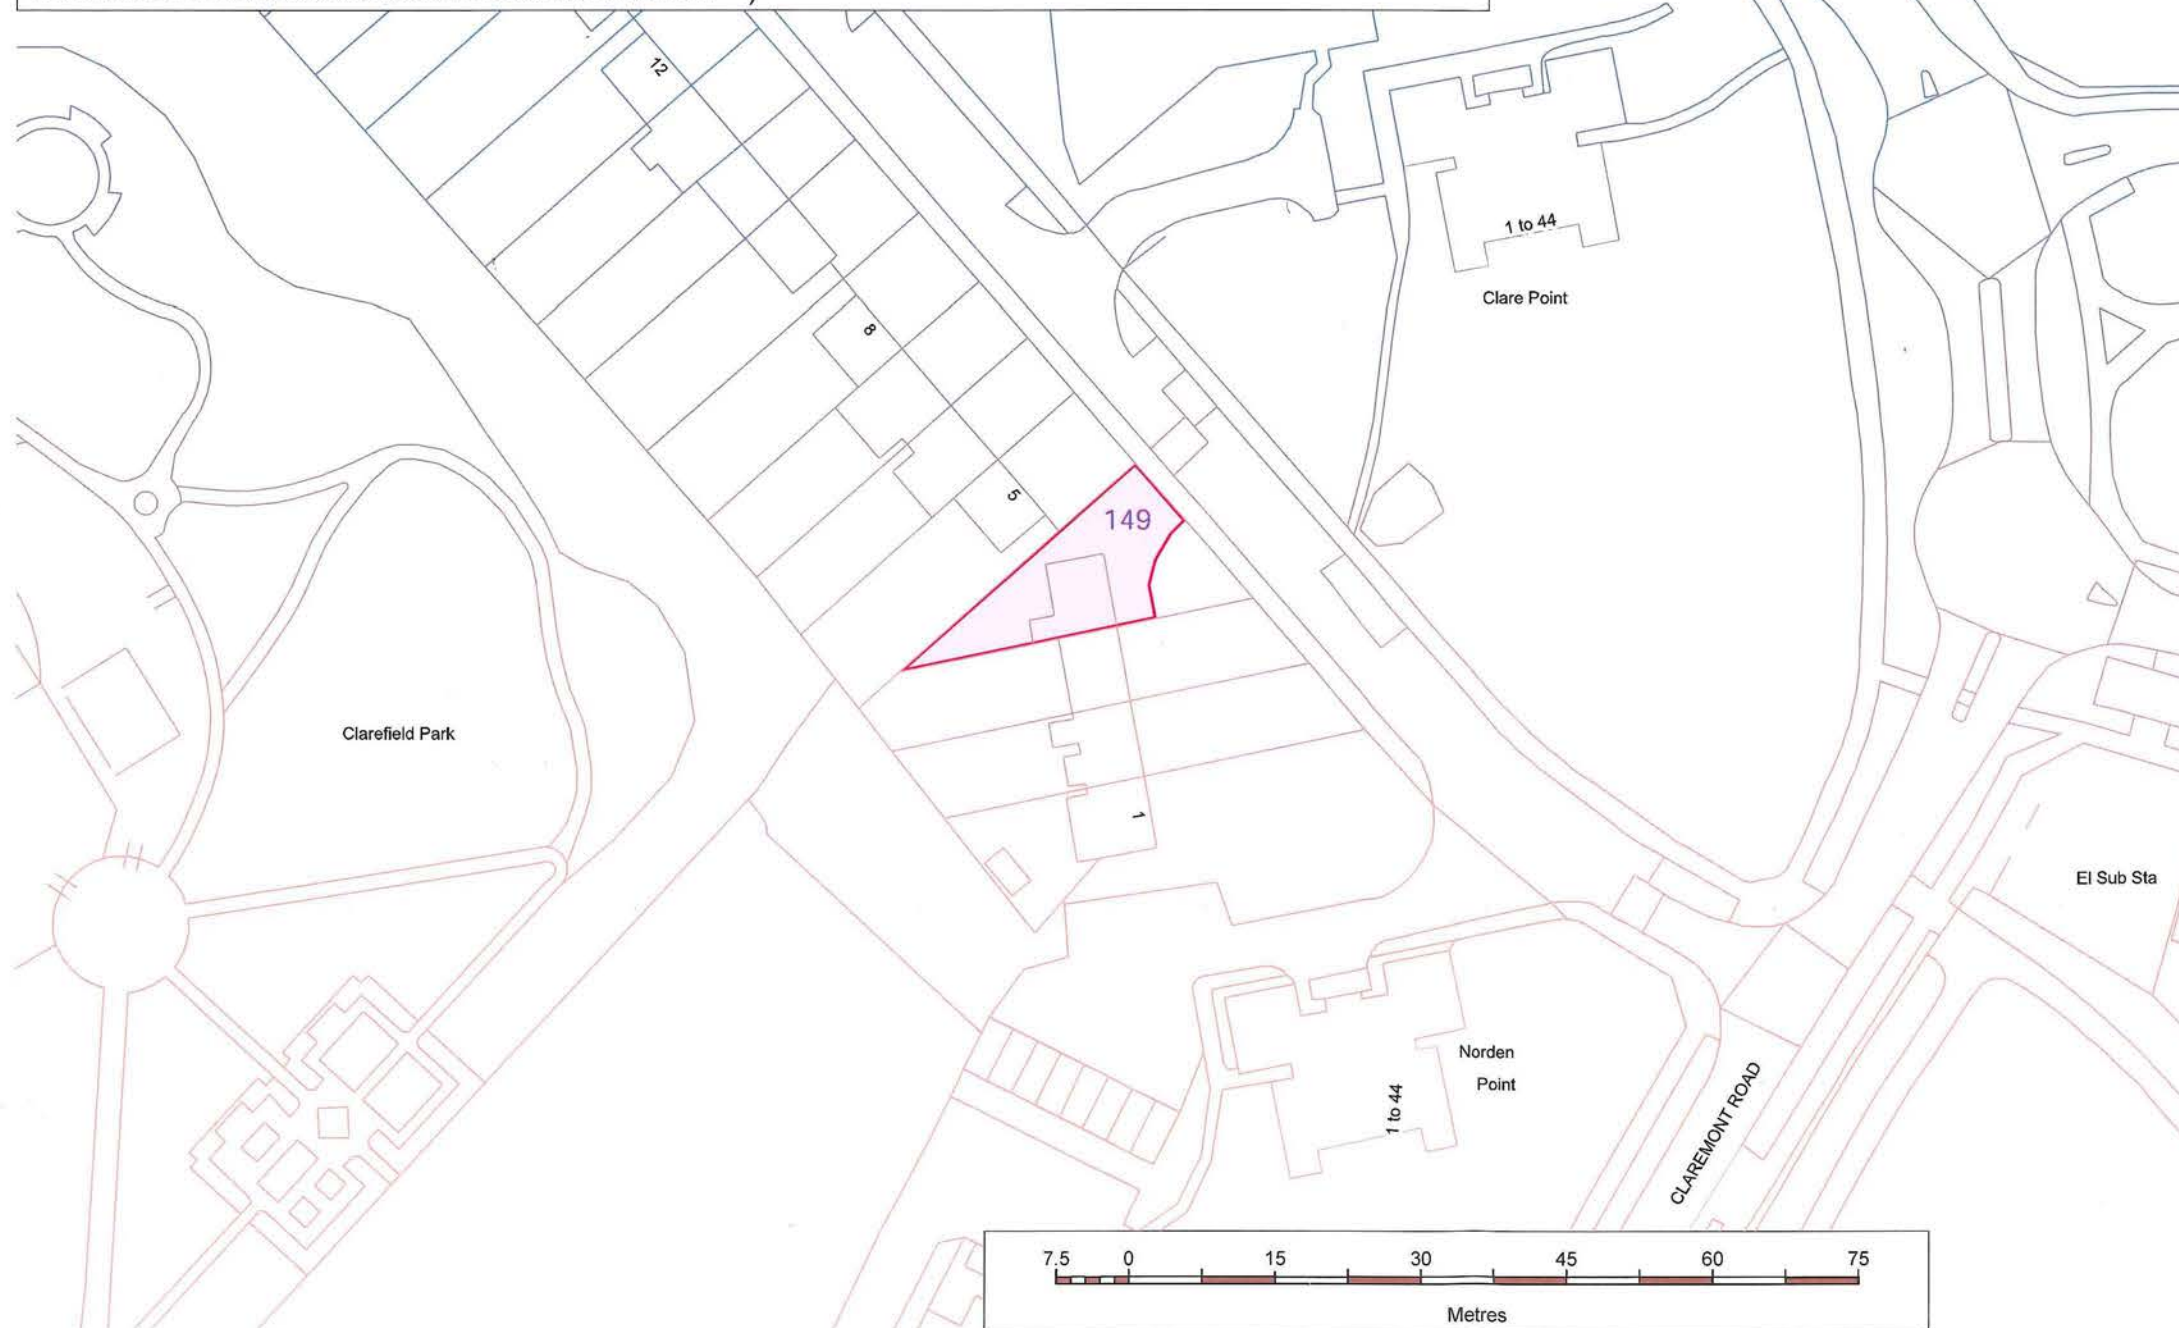 12
1 to 44
Clare Point
8
5
149
Clarefield Park
1
El Sub Sta
Norden
Point
1 to 44
CLAREMONT ROAD
7.5 0 15 30 45 60 75
Metres